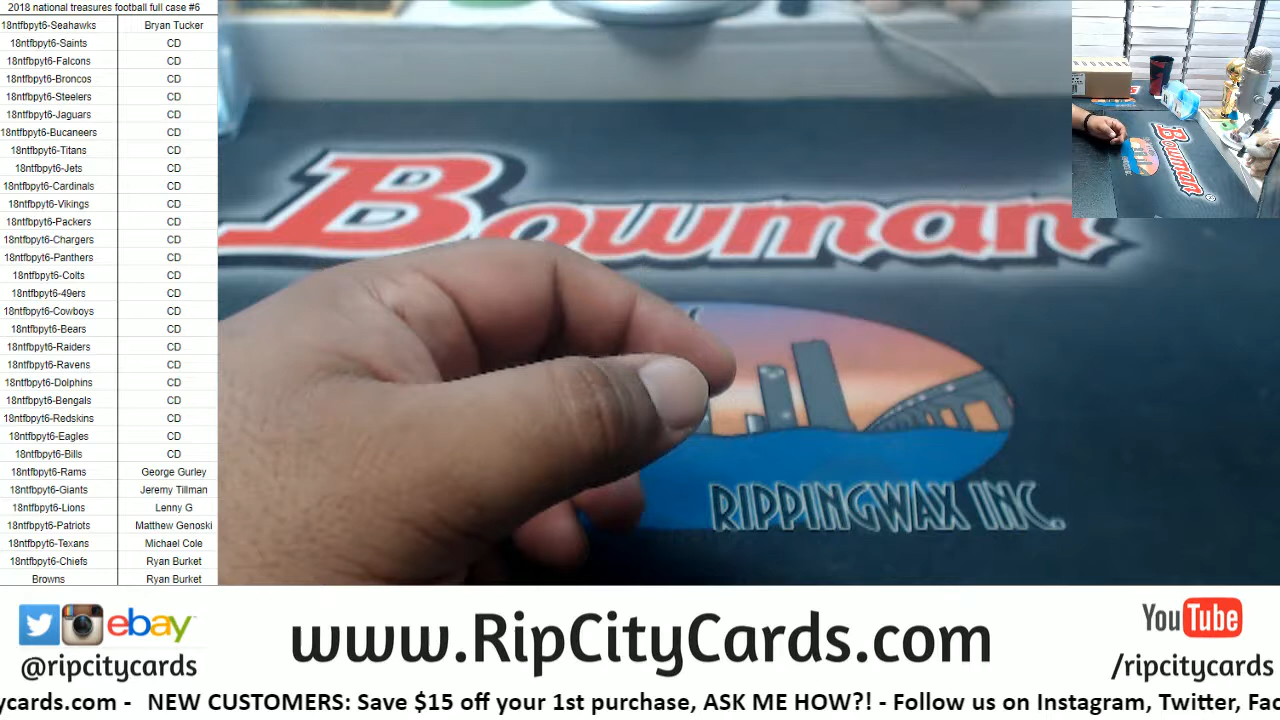 2018 national treasures football full case #6
18ntfbpyt6-Seahawks Bryan Tucker
18ntfbpyt6-Saints CD
18ntfbpyt6-Falcons CD
18ntfbpyt6-Broncos CD
18ntfbpyt6-Steelers CD
18ntfbpyt6-Jaguars CD
18ntfbpyt6-Bucaneers CD
18ntfbpyt6-Titans CD
18ntfbpyt6-Jets CD
18ntfbpyt6-Cardinals CD
18ntfbpyt6-Vikings CD
18ntfbpyt6-Packers CD
18ntfbpyt6-Chargers CD
18ntfbpyt6-Panthers CD
18ntfbpyt6-Colts CD
18ntfbpyt6-49ers CD
18ntfbpyt6-Cowboys CD
18ntfbpyt6-Bears CD
18ntfbpyt6-Raiders CD
18ntfbpyt6-Ravens CD
18ntfbpyt6-Dolphins CD
18ntfbpyt6-Bengals CD
18ntfbpyt6-Redskins CD
18ntfbpyt6-Eagles CD
18ntfbpyt6-Bills CD
18ntfbpyt6-Rams George Gurley
18ntfbpyt6-Giants Jeremy Tillman
18ntfbpyt6-Lions Lenny G
18ntfbpyt6-Patriots Matthew Genoski
18ntfbpyt6-Texans Michael Cole
18ntfbpyt6-Chiefs Ryan Burket
Browns Ryan Burket
Bowman
RIPPINGWAX INC.
Bowman
ebay
@ripcitycards
www.RipCityCards.com
YouTube
/ripcitycards
ycards.com - NEW CUSTOMERS: Save $15 off your 1st purchase, ASK ME HOW?! - Follow us on Instagram, Twitter, Fac